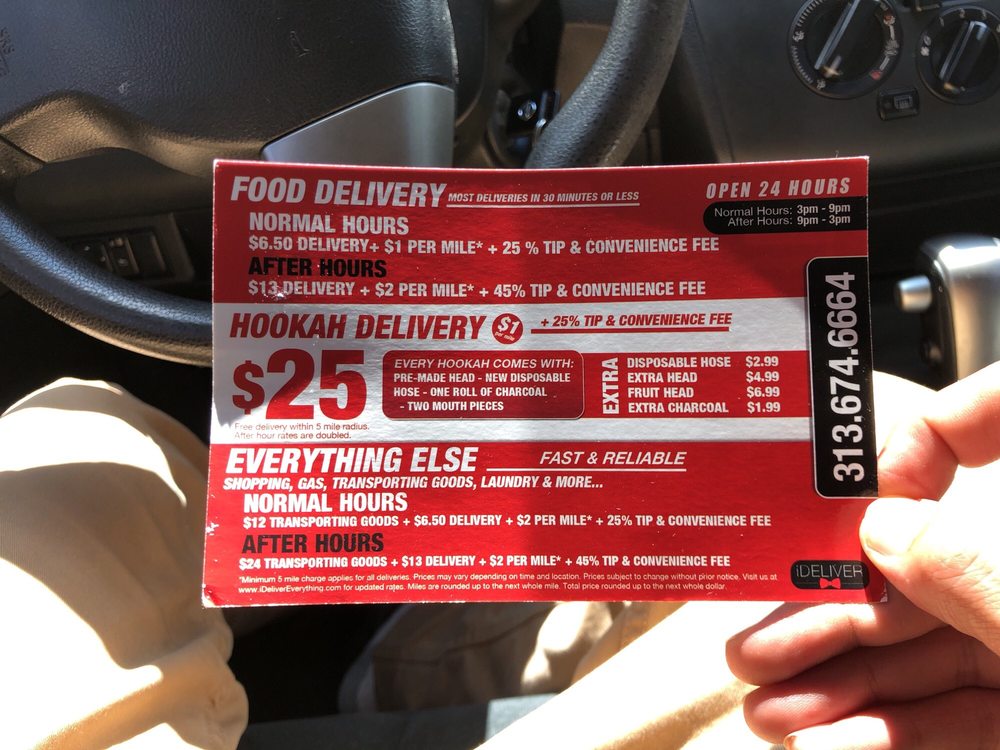 FOOD DELIVERY MOST DELIVERIES IN 30 MINUTES OR LESS
OPEN 24 HOURS
Normal Hours: 3pm - 9pm
After Hours: 9pm - 3pm
NORMAL HOURS
$6.50 DELIVERY+ $1 PER MILE* + 25 % TIP & CONVENIENCE FEE
AFTER HOURS
$13 DELIVERY + $2 PER MILE* + 45% TIP & CONVENIENCE FEE
HOOKAH DELIVERY $1 per mile + 25% TIP & CONVENIENCE FEE
$25
Free delivery within 5 mile radius.
After hour rates are doubled.
EVERY HOOKAH COMES WITH:
PRE-MADE HEAD - NEW DISPOSABLE
HOSE - ONE ROLL OF CHARCOAL
- TWO MOUTH PIECES
EXTRA
DISPOSABLE HOSE $2.99
EXTRA HEAD $4.99
FRUIT HEAD $6.99
EXTRA CHARCOAL $1.99
313.674.6664
EVERYTHING ELSE FAST & RELIABLE
SHOPPING, GAS, TRANSPORTING GOODS, LAUNDRY & MORE...
NORMAL HOURS
$12 TRANSPORTING GOODS + $6.50 DELIVERY + $2 PER MILE* + 25% TIP & CONVENIENCE FEE
AFTER HOURS
$24 TRANSPORTING GOODS + $13 DELIVERY + $2 PER MILE* + 45% TIP & CONVENIENCE FEE
*Minimum 5 mile charge applies for all deliveries. Prices may vary depending on time and location. Prices subject to change without prior notice. Visit us at
www.iDeliverEverything.com for updated rates. Miles are rounded up to the next whole mile. Total price rounded up to the next whole dollar.
iDELIVER